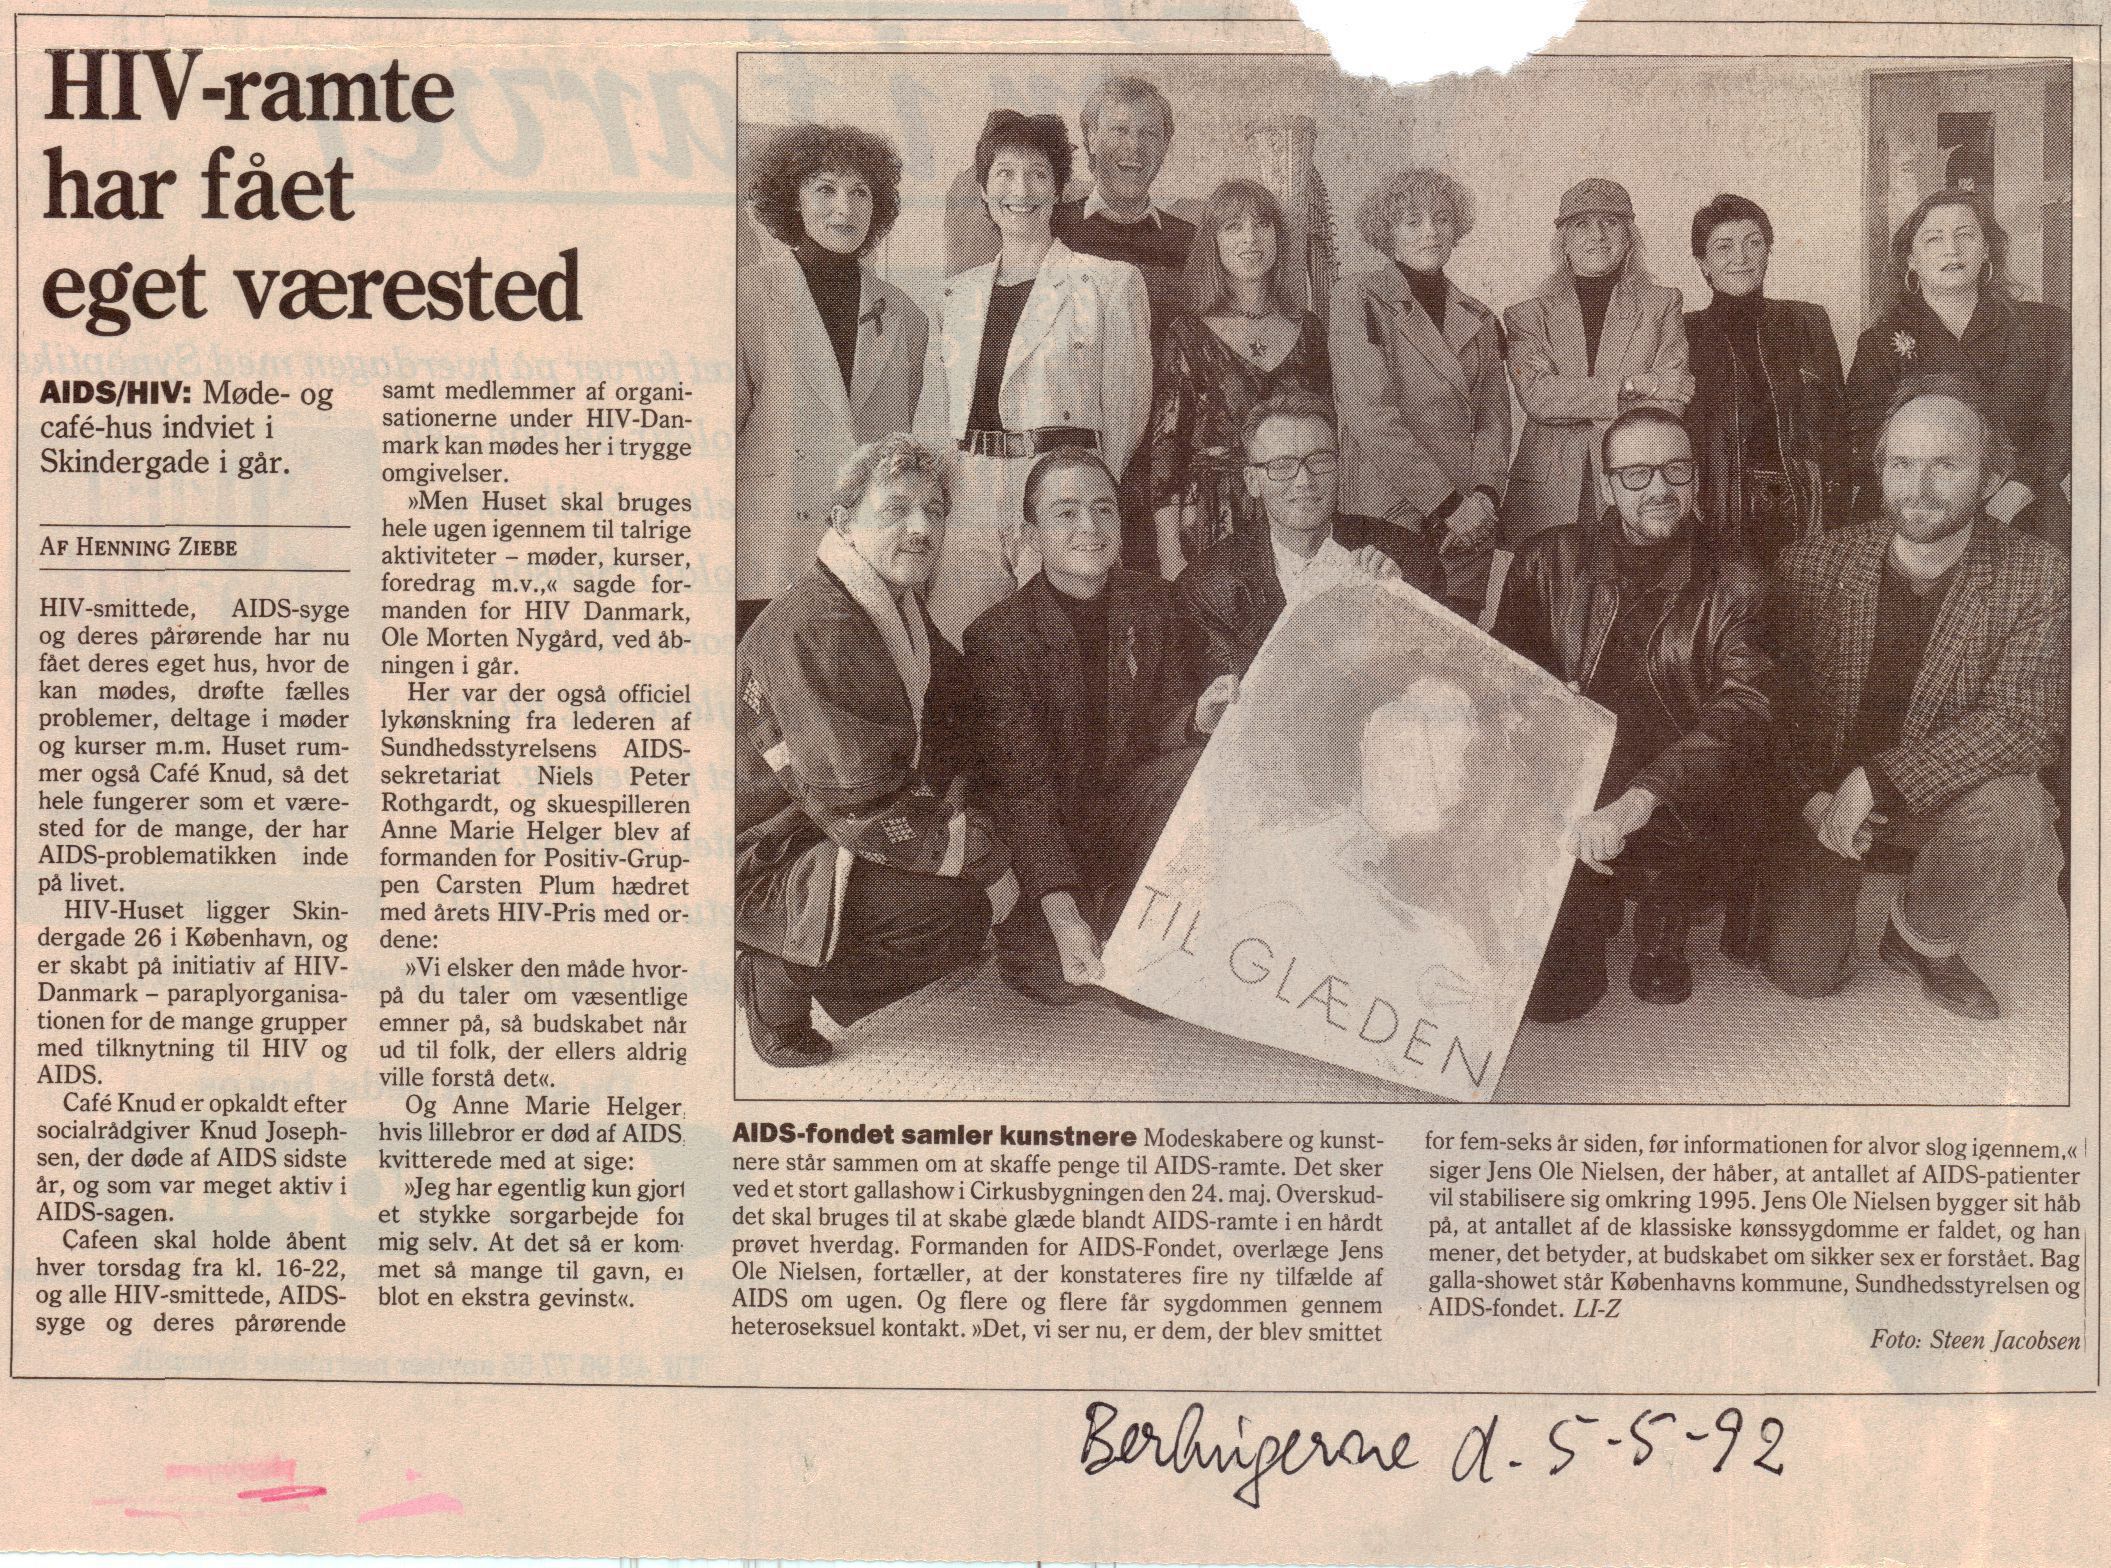 HIV-ramte
har fået
eget værested
AIDS/HIV: Møde- og
café-hus indviet i
Skindergade i går.
AF HENNING ZIEBE
HIV-smittede, AIDS-syge
og deres pårørende har nu
fået deres eget hus, hvor de
kan mødes, drøfte fælles
problemer, deltage i møder
og kurser m.m. Huset rum-
mer også Café Knud, så det
hele fungerer som et være-
sted for de mange, der har
AIDS-problematikken inde
på livet.
HIV-Huset ligger Skin-
dergade 26 i København, og
er skabt på initiativ af HIV-
Danmark – paraplyorganisa-
tionen for de mange grupper
med tilknytning til HIV og
AIDS.
Café Knud er opkaldt efter
socialrådgiver Knud Joseph-
sen, der døde af AIDS sidste
år, og som var meget aktiv i
AIDS-sagen.
Cafeen skal holde åbent
hver torsdag fra kl. 16-22,
og alle HIV-smittede, AIDS-
syge og deres pårørende
samt medlemmer af organi-
sationerne under HIV-Dan-
mark kan mødes her i trygge
omgivelser.
»Men Huset skal bruges
hele ugen igennem til talrige
aktiviteter – møder, kurser,
foredrag m.v.,« sagde for-
manden for HIV Danmark,
Ole Morten Nygård, ved åb-
ningen i går.
Her var der også officiel
lykønskning fra lederen af
Sundhedsstyrelsens AIDS-
sekretariat Niels Peter
Rothgardt, og skuespilleren
Anne Marie Helger blev af
formanden for Positiv-Grup-
pen Carsten Plum hædret
med årets HIV-Pris med or-
dene:
»Vi elsker den måde hvor-
på du taler om væsentlige
emner på, så budskabet når
ud til folk, der ellers aldrig
ville forstå det«.
Og Anne Marie Helger,
hvis lillebror er død af AIDS,
kvitterede med at sige:
»Jeg har egentlig kun gjort
et stykke sorgarbejde for
mig selv. At det så er kom-
met så mange til gavn, er
blot en ekstra gevinst«.
TIL GLÆDEN
AIDS-fondet samler kunstnere Modeskabere og kunst-
nere står sammen om at skaffe penge til AIDS-ramte. Det sker
ved et stort gallashow i Cirkusbygningen den 24. maj. Overskud-
det skal bruges til at skabe glæde blandt AIDS-ramte i en hårdt
prøvet hverdag. Formanden for AIDS-Fondet, overlæge Jens
Ole Nielsen, fortæller, at der konstateres fire ny tilfælde af
AIDS om ugen. Og flere og flere får sygdommen gennem
heteroseksuel kontakt. »Det, vi ser nu, er dem, der blev smittet
for fem-seks år siden, før informationen for alvor slog igennem,«
siger Jens Ole Nielsen, der håber, at antallet af AIDS-patienter
vil stabilisere sig omkring 1995. Jens Ole Nielsen bygger sit håb
på, at antallet af de klassiske kønssygdomme er faldet, og han
mener, det betyder, at budskabet om sikker sex er forstået. Bag
galla-showet står Københavns kommune, Sundhedsstyrelsen og
AIDS-fondet. LI-Z
Foto: Steen Jacobsen
Berlingerne d. 5-5-92